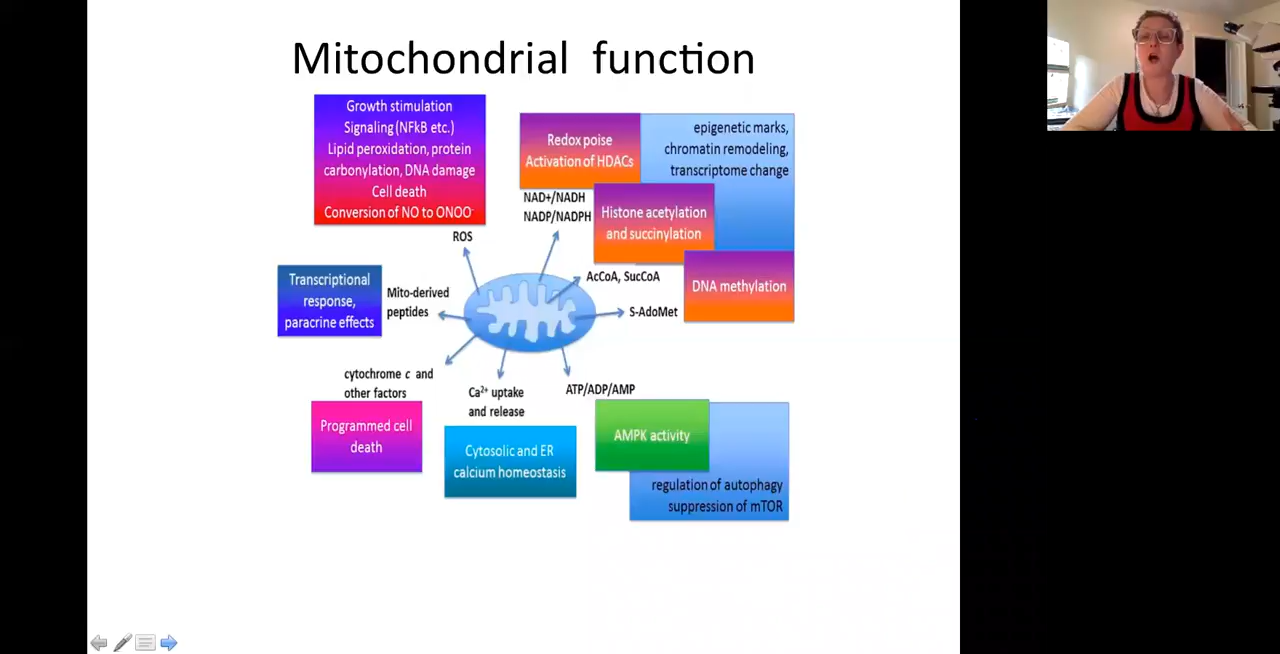 Mitochondrial function
Growth stimulation
Signaling (NFkB etc.)
Lipid peroxidation, protein
carbonylation, DNA damage
Cell death
Conversion of NO to ONOO⁻
Redox poise
Activation of HDACs
epigenetic marks,
chromatin remodeling,
transcriptome change
NAD+/NADH
NADP/NADPH
Histone acetylation
and succinylation
ROS
AcCoA, SucCoA
DNA methylation
Transcriptional
response,
paracrine effects
Mito-derived
peptides
S-AdoMet
cytochrome c and
other factors
Ca²⁺ uptake
and release
ATP/ADP/AMP
Programmed cell
death
Cytosolic and ER
calcium homeostasis
AMPK activity
regulation of autophagy
suppression of mTOR